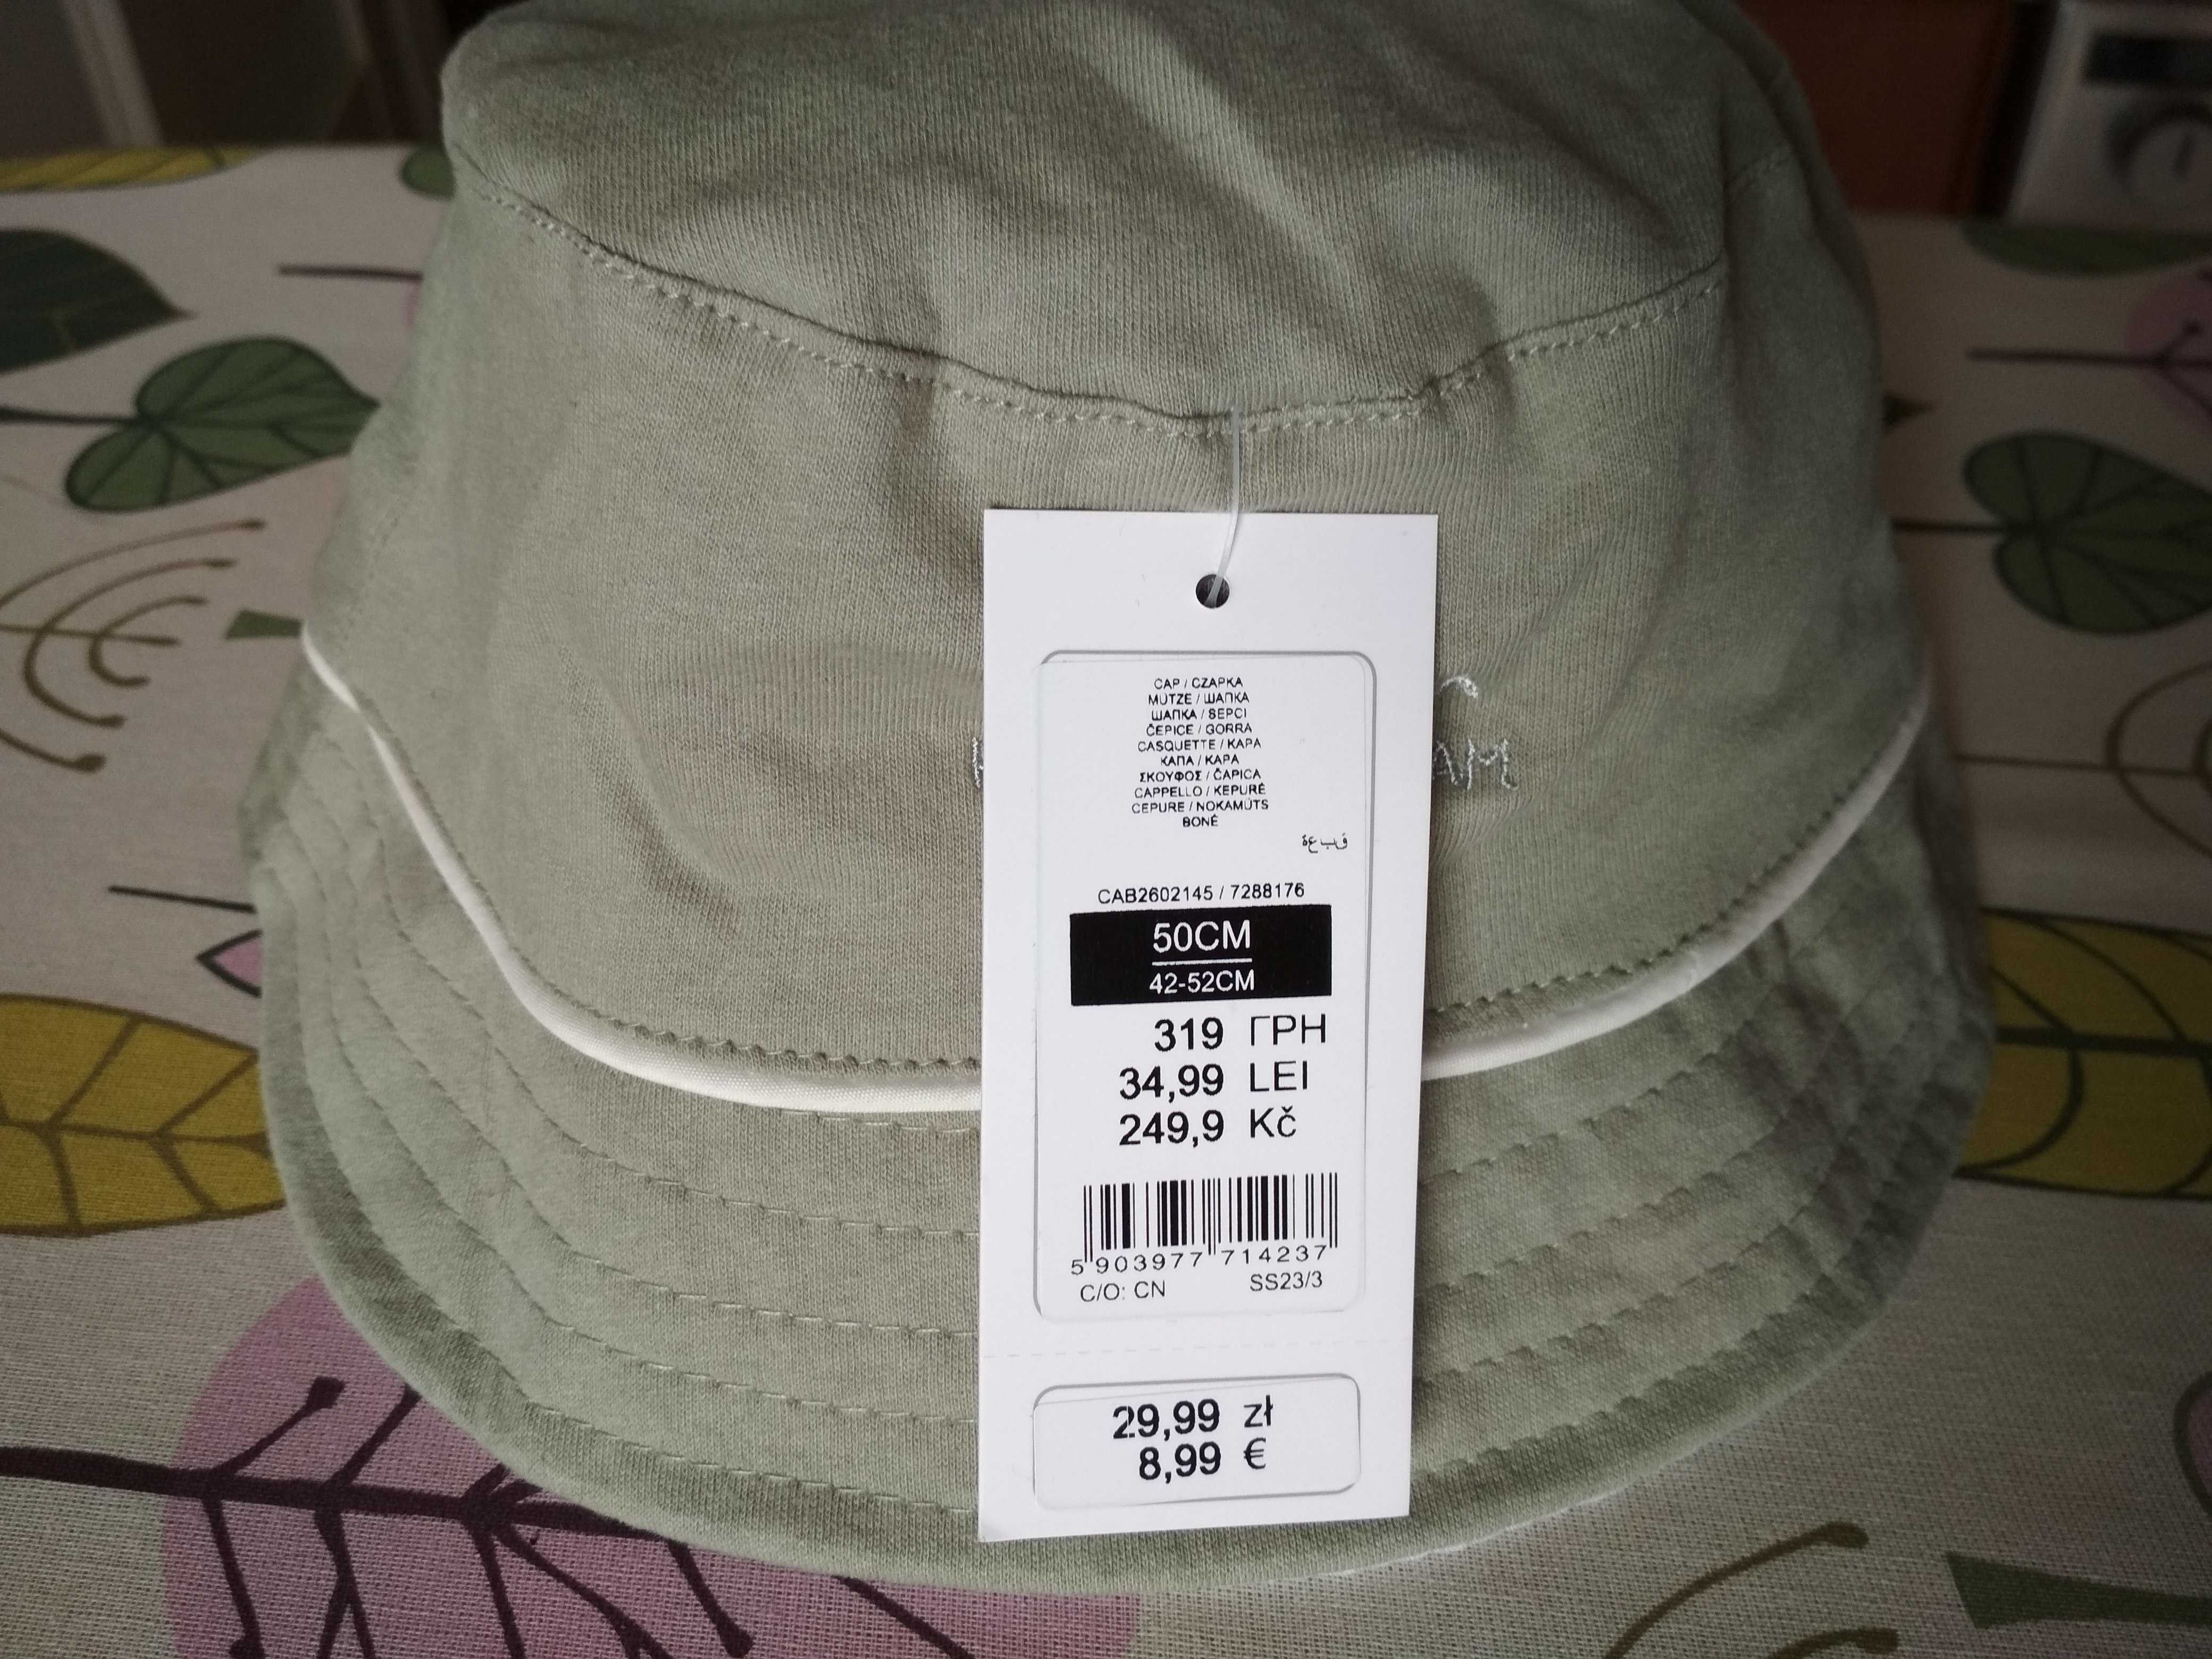 CAP / CZAPKA
MÜTZE / ШАПКА
ШАПКА / SEPCI
ČEPICE / GORRA
CASQUETTE / KAPA
КАПА / KAPA
ΣΚΟΥΦΟΣ / ČAPICA
CAPPELLO / KEPURĖ
CEPURE / NOKAMÜTS
BONÉ
قبعة
CAB2602145 / 7288176
50CM
42-52CM
319 ГРН
34,99 LEI
249,9 Kč
5 903977 714237
C/O: CN SS23/3
29,99 zł
8,99 €